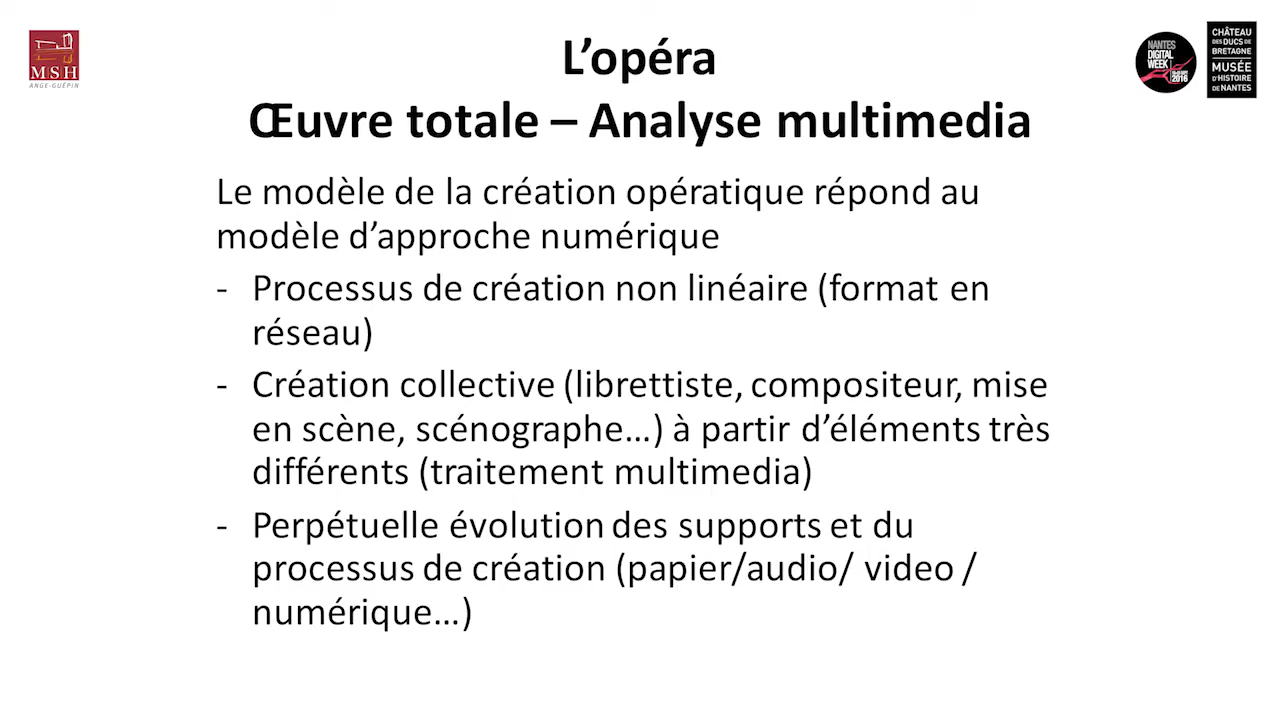 MSH
ANGE-GUÉPIN
L'opéra
Œuvre totale – Analyse multimedia
NANTES
DIGITAL
WEEK
2016
CHÂTEAU
DES DUCS DE
BRETAGNE
MUSÉE
D'HISTOIRE
DE NANTES
Le modèle de la création opératique répond au
modèle d'approche numérique
- Processus de création non linéaire (format en
réseau)
- Création collective (librettiste, compositeur, mise
en scène, scénographe…) à partir d'éléments très
différents (traitement multimedia)
- Perpétuelle évolution des supports et du
processus de création (papier/audio/ video /
numérique…)